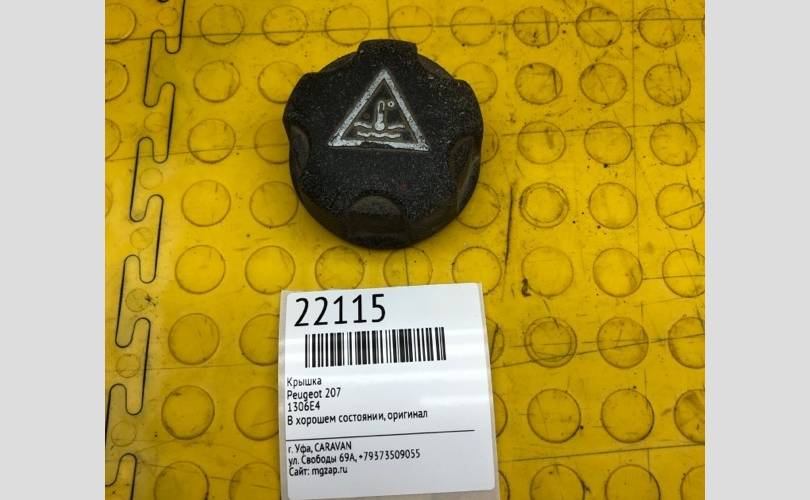 22115
Крышка
Peugeot 207
1306E4
В хорошем состоянии, оригинал
г. Уфа, CARAVAN
ул. Свободы 69А, +79373509055
Сайт: mgzap.ru